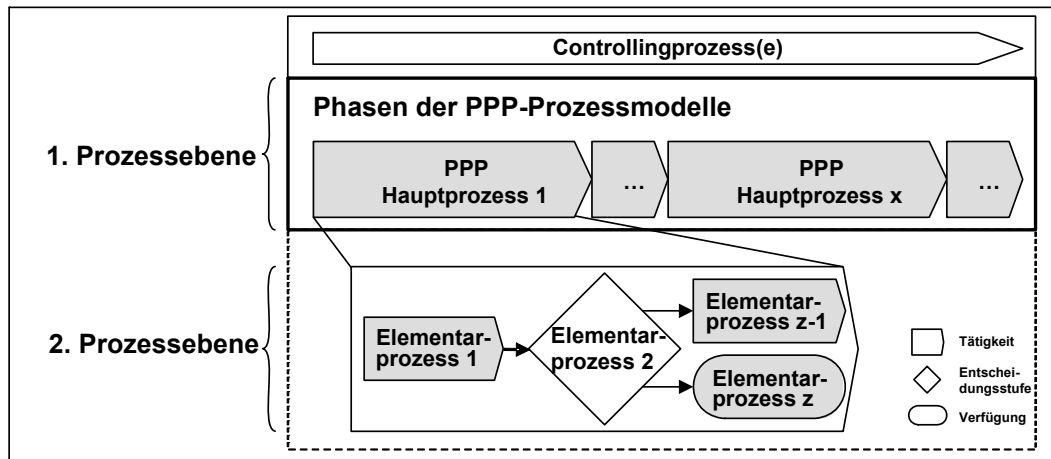 Controllingprozess(e)
Phasen der PPP-Prozessmodelle
1. Prozessebene
PPP
Hauptprozess 1
...
PPP
Hauptprozess x
...
2. Prozessebene
Elementar-
prozess 1
Elementar-
prozess 2
Elementar-
prozess z-1
Elementar-
prozess z
Tätigkeit
Entschei-
dungsstufe
Verfügung